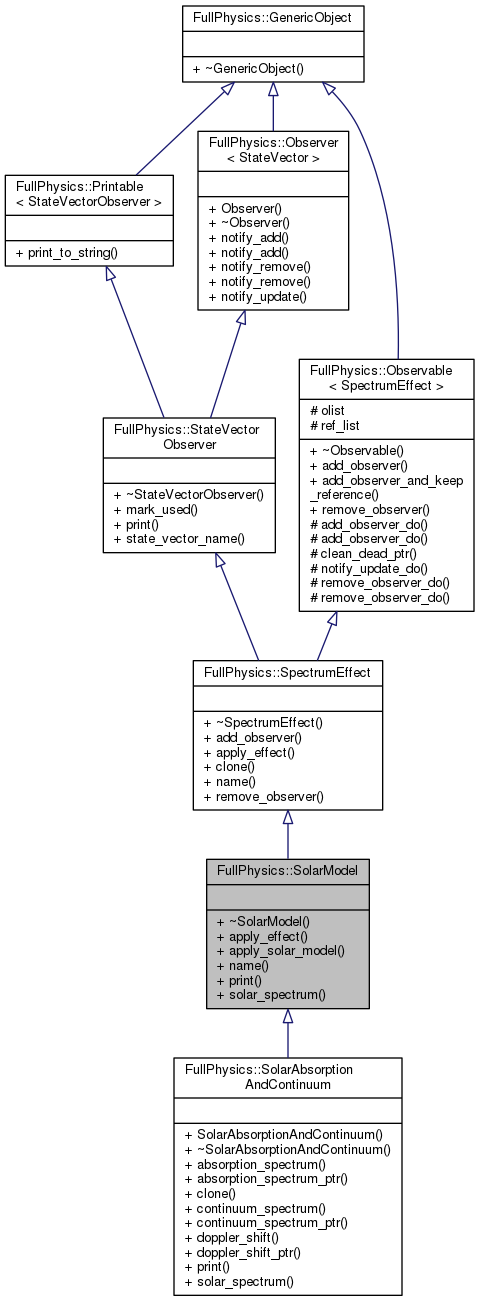 FullPhysics::GenericObject
+ ~GenericObject()
FullPhysics::Observer
< StateVector >
+ Observer()
+ ~Observer()
+ notify_add()
+ notify_add()
+ notify_remove()
+ notify_remove()
+ notify_update()
FullPhysics::Printable
< StateVectorObserver >
+ print_to_string()
FullPhysics::Observable
< SpectrumEffect >
# olist
# ref_list
+ ~Observable()
+ add_observer()
+ add_observer_and_keep
_reference()
+ remove_observer()
# add_observer_do()
# add_observer_do()
# clean_dead_ptr()
# notify_update_do()
# remove_observer_do()
# remove_observer_do()
FullPhysics::StateVector
Observer
+ ~StateVectorObserver()
+ mark_used()
+ print()
+ state_vector_name()
FullPhysics::SpectrumEffect
+ ~SpectrumEffect()
+ add_observer()
+ apply_effect()
+ clone()
+ name()
+ remove_observer()
FullPhysics::SolarModel
+ ~SolarModel()
+ apply_effect()
+ apply_solar_model()
+ name()
+ print()
+ solar_spectrum()
FullPhysics::SolarAbsorption
AndContinuum
+ SolarAbsorptionAndContinuum()
+ ~SolarAbsorptionAndContinuum()
+ absorption_spectrum()
+ absorption_spectrum_ptr()
+ clone()
+ continuum_spectrum()
+ continuum_spectrum_ptr()
+ doppler_shift()
+ doppler_shift_ptr()
+ print()
+ solar_spectrum()